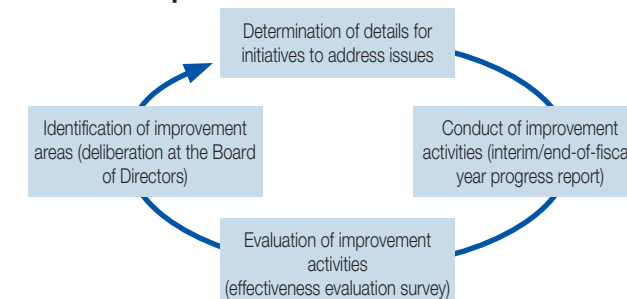 Determination of details for
initiatives to address issues
Identification of improvement
areas (deliberation at the Board
of Directors)
Conduct of improvement
activities (interim/end-of-fisca
year progress report)
Evaluation of improvement
activities
(effectiveness evaluation survey)